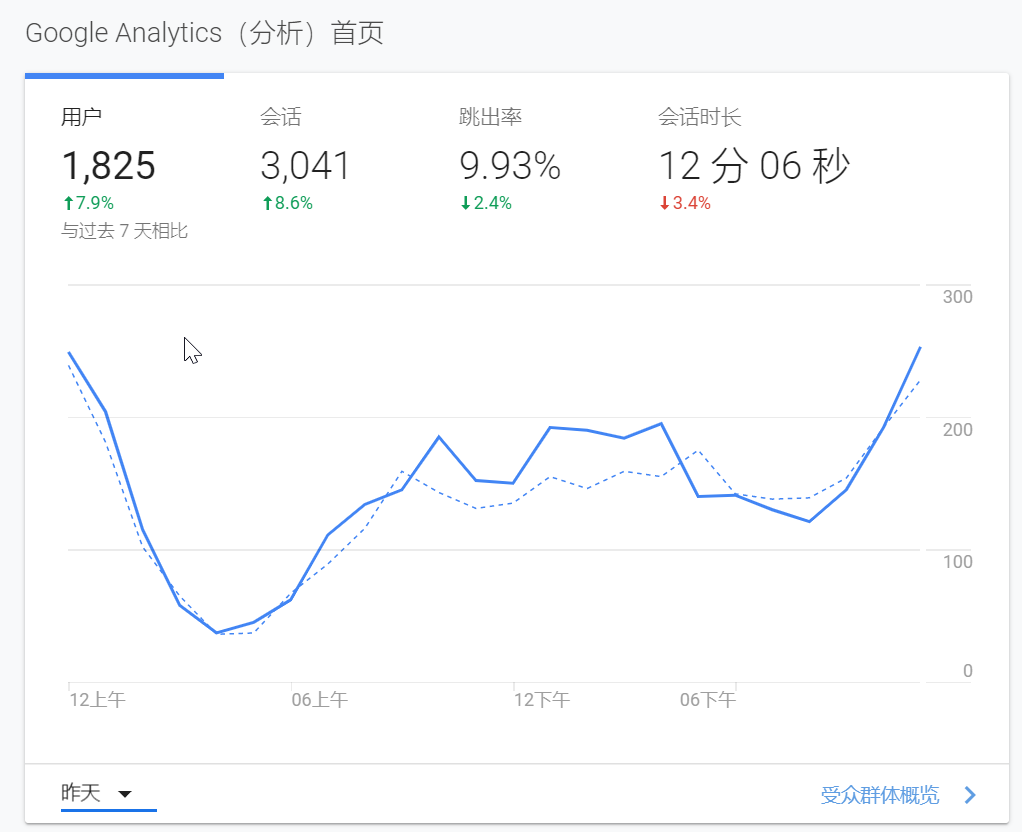 Google Analytics（分析）首页
用户 会话 跳出率 会话时长
1,825 3,041 9.93% 12 分 06 秒
↑7.9% ↑8.6% ↓2.4% ↓3.4%
与过去 7 天相比
300
200
100
0
12上午 06上午 12下午 06下午
昨天 受众群体概览